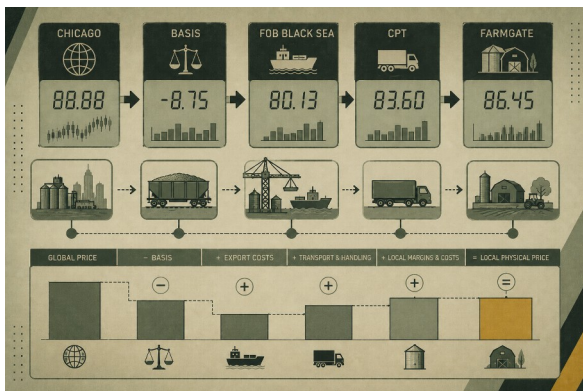 CHICAGO
BASIS
FOB BLACK SEA
CPT
FARMGATE
88.88
-8.75
80.13
83.60
86.45
GLOBAL PRICE
- BASIS
+ EXPORT COSTS
+ TRANSPORT & HANDLING
+ LOCAL MARGINS & COSTS
= LOCAL PHYSICAL PRICE
−
+
+
+
=